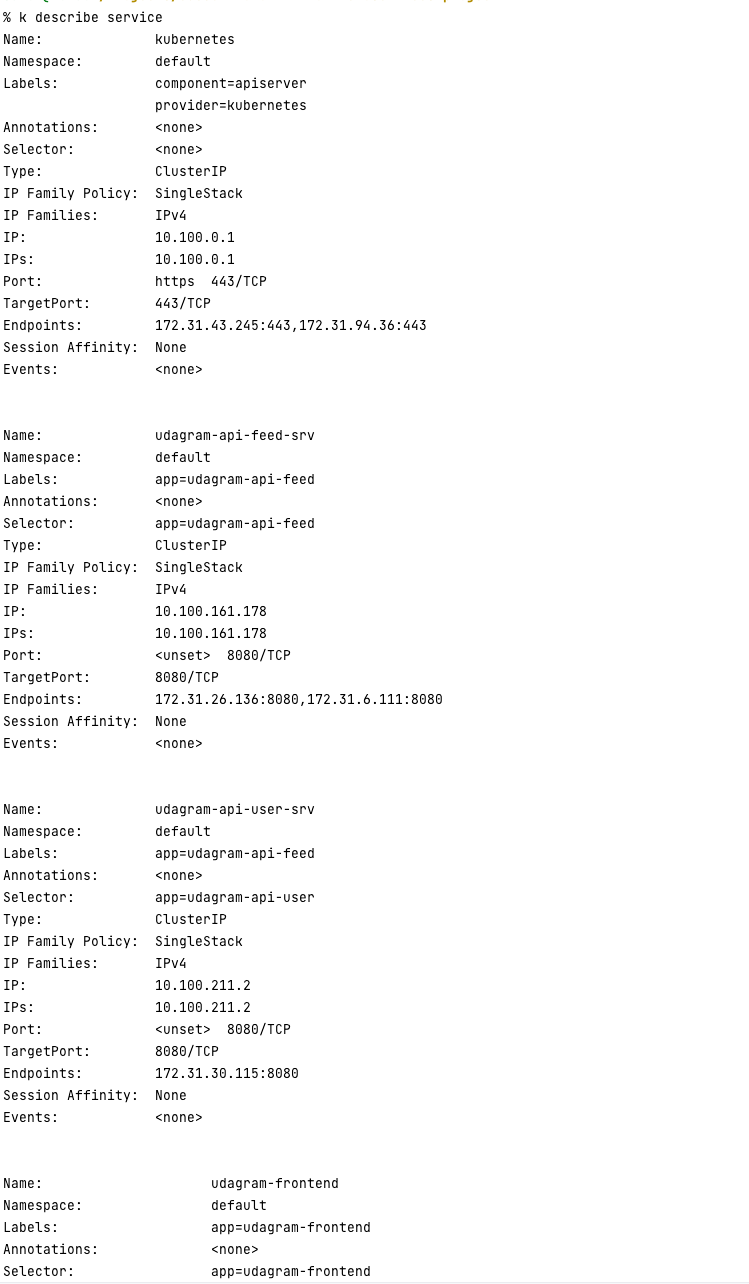 % k describe service
Name:              kubernetes
Namespace:         default
Labels:            component=apiserver
                   provider=kubernetes
Annotations:       <none>
Selector:          <none>
Type:              ClusterIP
IP Family Policy:  SingleStack
IP Families:       IPv4
IP:                10.100.0.1
IPs:               10.100.0.1
Port:              https  443/TCP
TargetPort:        443/TCP
Endpoints:         172.31.43.245:443,172.31.94.36:443
Session Affinity:  None
Events:            <none>

Name:              udagram-api-feed-srv
Namespace:         default
Labels:            app=udagram-api-feed
Annotations:       <none>
Selector:          app=udagram-api-feed
Type:              ClusterIP
IP Family Policy:  SingleStack
IP Families:       IPv4
IP:                10.100.161.178
IPs:               10.100.161.178
Port:              <unset>  8080/TCP
TargetPort:        8080/TCP
Endpoints:         172.31.26.136:8080,172.31.6.111:8080
Session Affinity:  None
Events:            <none>

Name:              udagram-api-user-srv
Namespace:         default
Labels:            app=udagram-api-feed
Annotations:       <none>
Selector:          app=udagram-api-user
Type:              ClusterIP
IP Family Policy:  SingleStack
IP Families:       IPv4
IP:                10.100.211.2
IPs:               10.100.211.2
Port:              <unset>  8080/TCP
TargetPort:        8080/TCP
Endpoints:         172.31.30.115:8080
Session Affinity:  None
Events:            <none>

Name:                     udagram-frontend
Namespace:                default
Labels:                   app=udagram-frontend
Annotations:              <none>
Selector:                 app=udagram-frontend